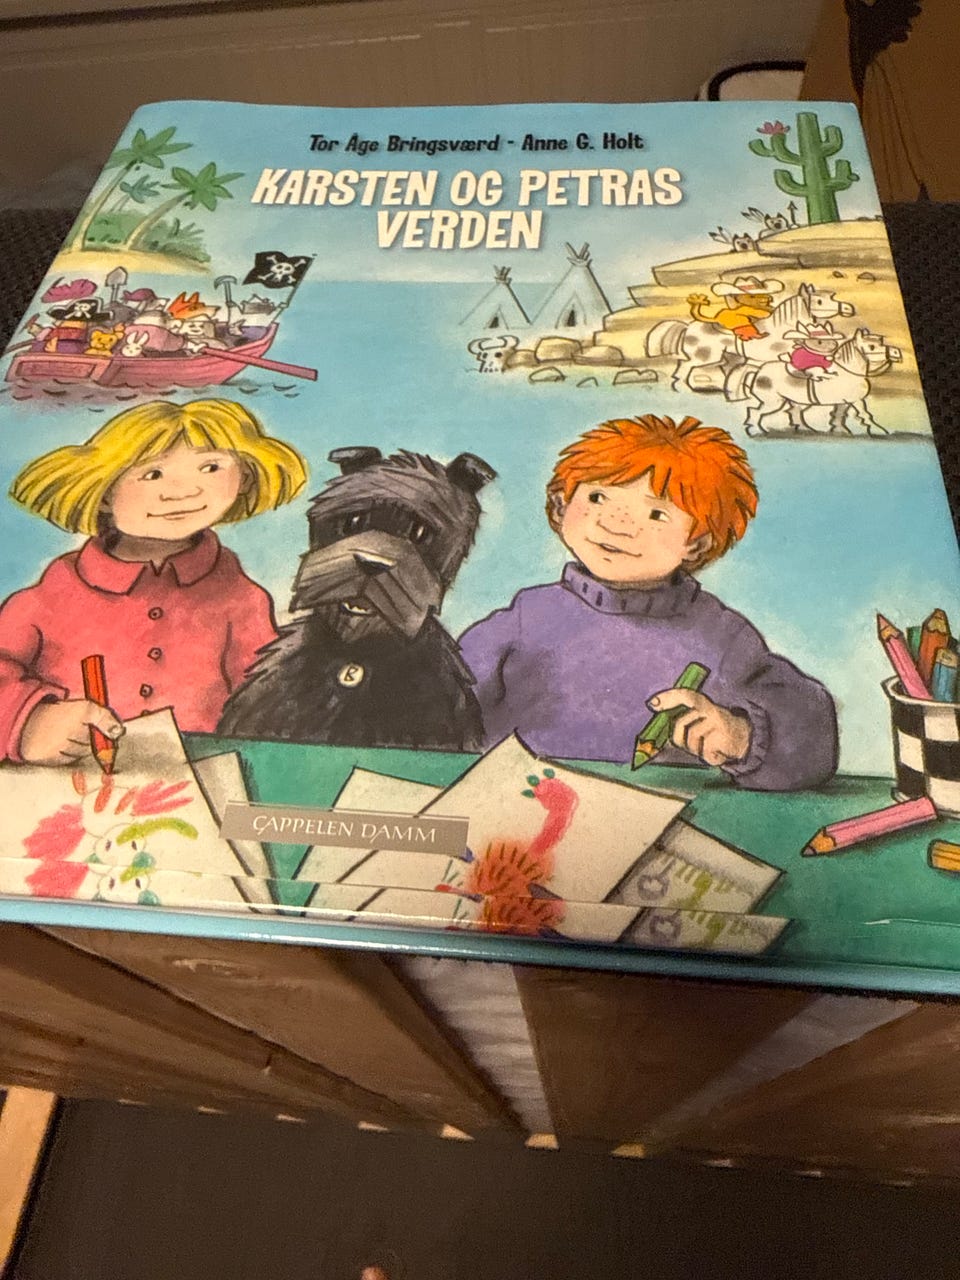 Tor Åge Bringsværd - Anne G. Holt
KARSTEN OG PETRAS
VERDEN
B
CAPPELEN DAMM